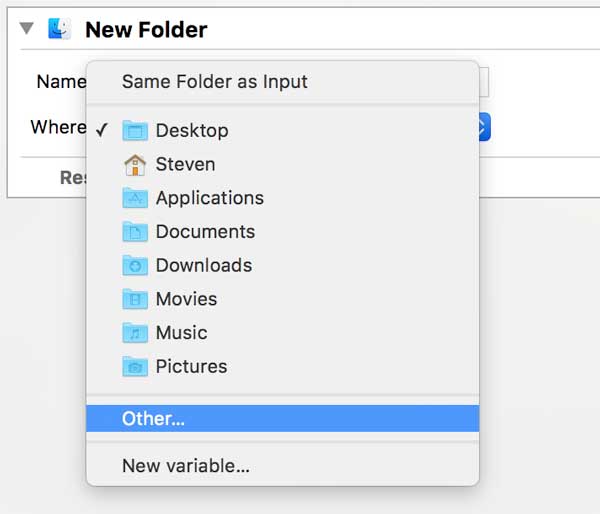 New Folder
Name
Same Folder as Input
Where
✓ Desktop
Steven
Applications
Res
Documents
Downloads
Movies
Music
Pictures
Other...
New variable...